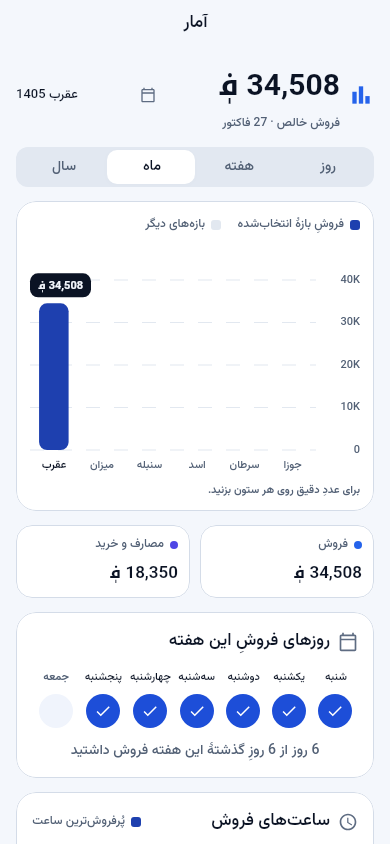 آمار
34,508 ؋
عقرب 1405
فروش خالص · 27 فاکتور
روز
هفته
ماه
سال
فروشِ بازهٔ انتخاب‌شده
بازه‌های دیگر
34,508 ؋
40K
30K
20K
10K
0
جوزا
سرطان
اسد
سنبله
میزان
عقرب
برای عددِ دقیق روی هر ستون بزنید.
فروش
34,508 ؋
مصارف و خرید
18,350 ؋
روزهای فروشِ این هفته
شنبه
یکشنبه
دوشنبه
سه‌شنبه
چهارشنبه
پنجشنبه
جمعه
6 روز از 6 روزِ گذشتهٔ این هفته فروش داشتید
ساعت‌های فروش
پُرفروش‌ترین ساعت